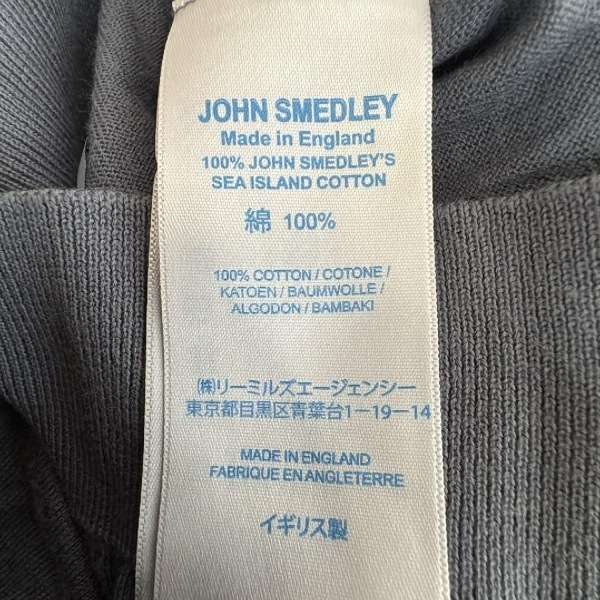 JOHN SMEDLEY
Made in England
100% JOHN SMEDLEY'S
SEA ISLAND COTTON
綿 100%
100% COTTON / COTONE /
KATOEN / BAUMWOLLE /
ALGODON / BAMBAKI
㈱リーミルズエージェンシー
東京都目黒区青葉台1-19-14
MADE IN ENGLAND
FABRIQUE EN ANGLETERRE
イギリス製